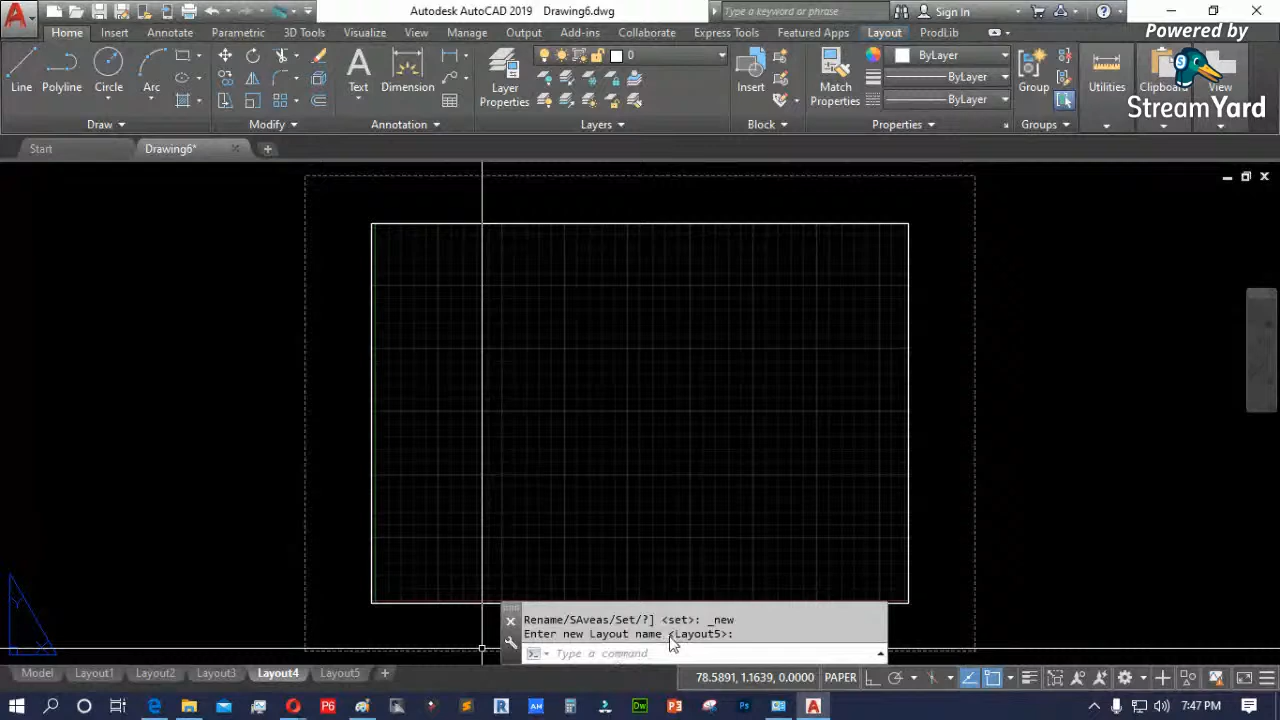 Autodesk AutoCAD 2019 Drawing6.dwg
Type a keyword or phrase
Sign In
Home Insert Annotate Parametric 3D Tools Visualize View Manage Output Add-ins Collaborate Express Tools Featured Apps Layout ProdLib
Powered by
StreamYard
0
ByLayer
ByLayer
ByLayer
Line Polyline Circle Arc
Text Dimension
Layer
Properties
Insert
Match
Properties
Group
Utilities
Clipboard
View
Draw Modify Annotation Layers Block Properties Groups
Start Drawing6*
Rename/SAveas/Set/?] <set>: _new
Enter new Layout name <Layout5>:
Type a command
Model Layout1 Layout2 Layout3 Layout4 Layout5
78.5891, 1.1639, 0.0000 PAPER
7:47 PM